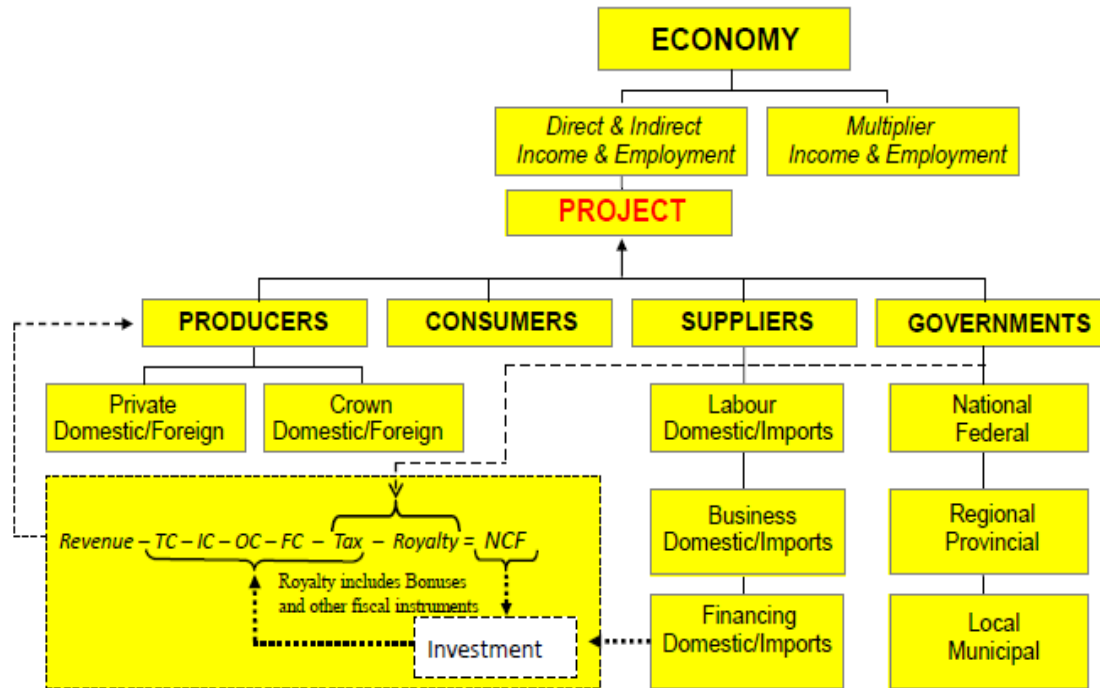 ECONOMY
Direct & Indirect
Income & Employment
Multiplier
Income & Employment
PROJECT
PRODUCERS
CONSUMERS
SUPPLIERS
GOVERNMENTS
Private
Domestic/Foreign
Crown
Domestic/Foreign
Labour
Domestic/Imports
National
Federal
Business
Domestic/Imports
Regional
Provincial
Revenue – TC – IC – OC – FC – Tax – Royalty = NCF
Royalty includes Bonuses
and other fiscal instruments
Investment
Financing
Domestic/Imports
Local
Municipal